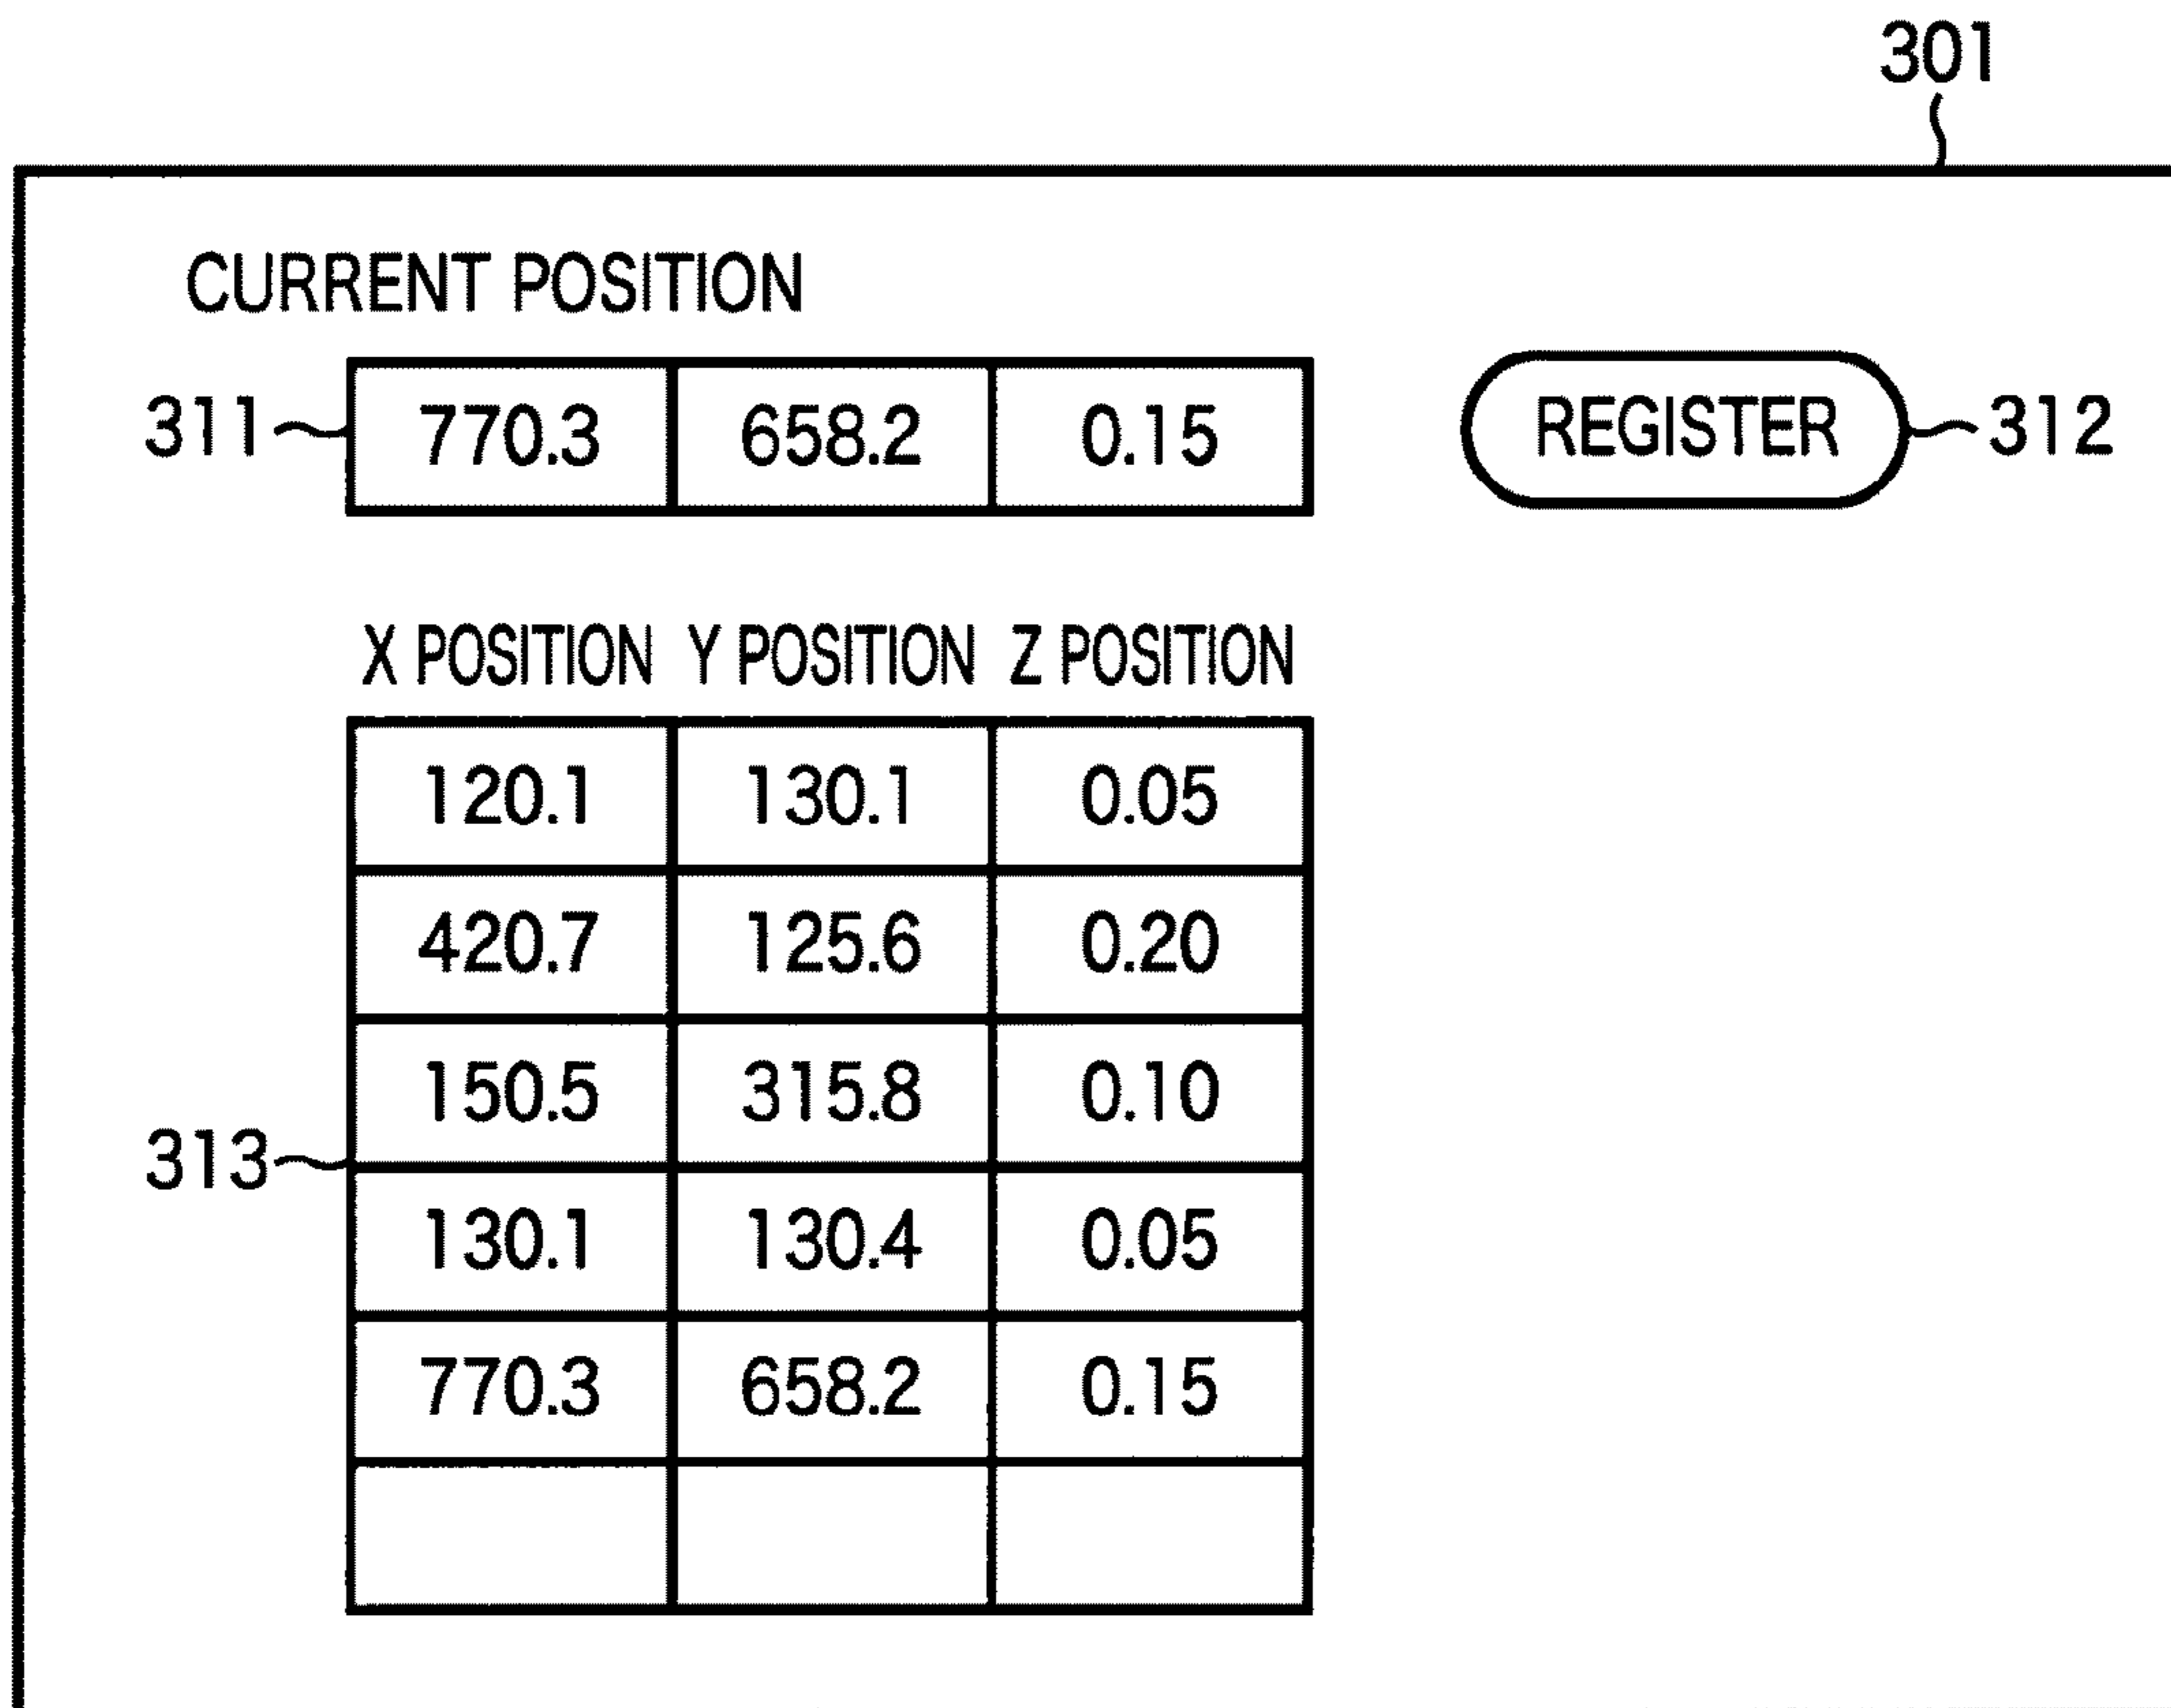 301
CURRENT POSITION
311 770.3 658.2 0.15 REGISTER 312
X POSITION Y POSITION Z POSITION
120.1 130.1 0.05
420.7 125.6 0.20
150.5 315.8 0.10
313
130.1 130.4 0.05
770.3 658.2 0.15